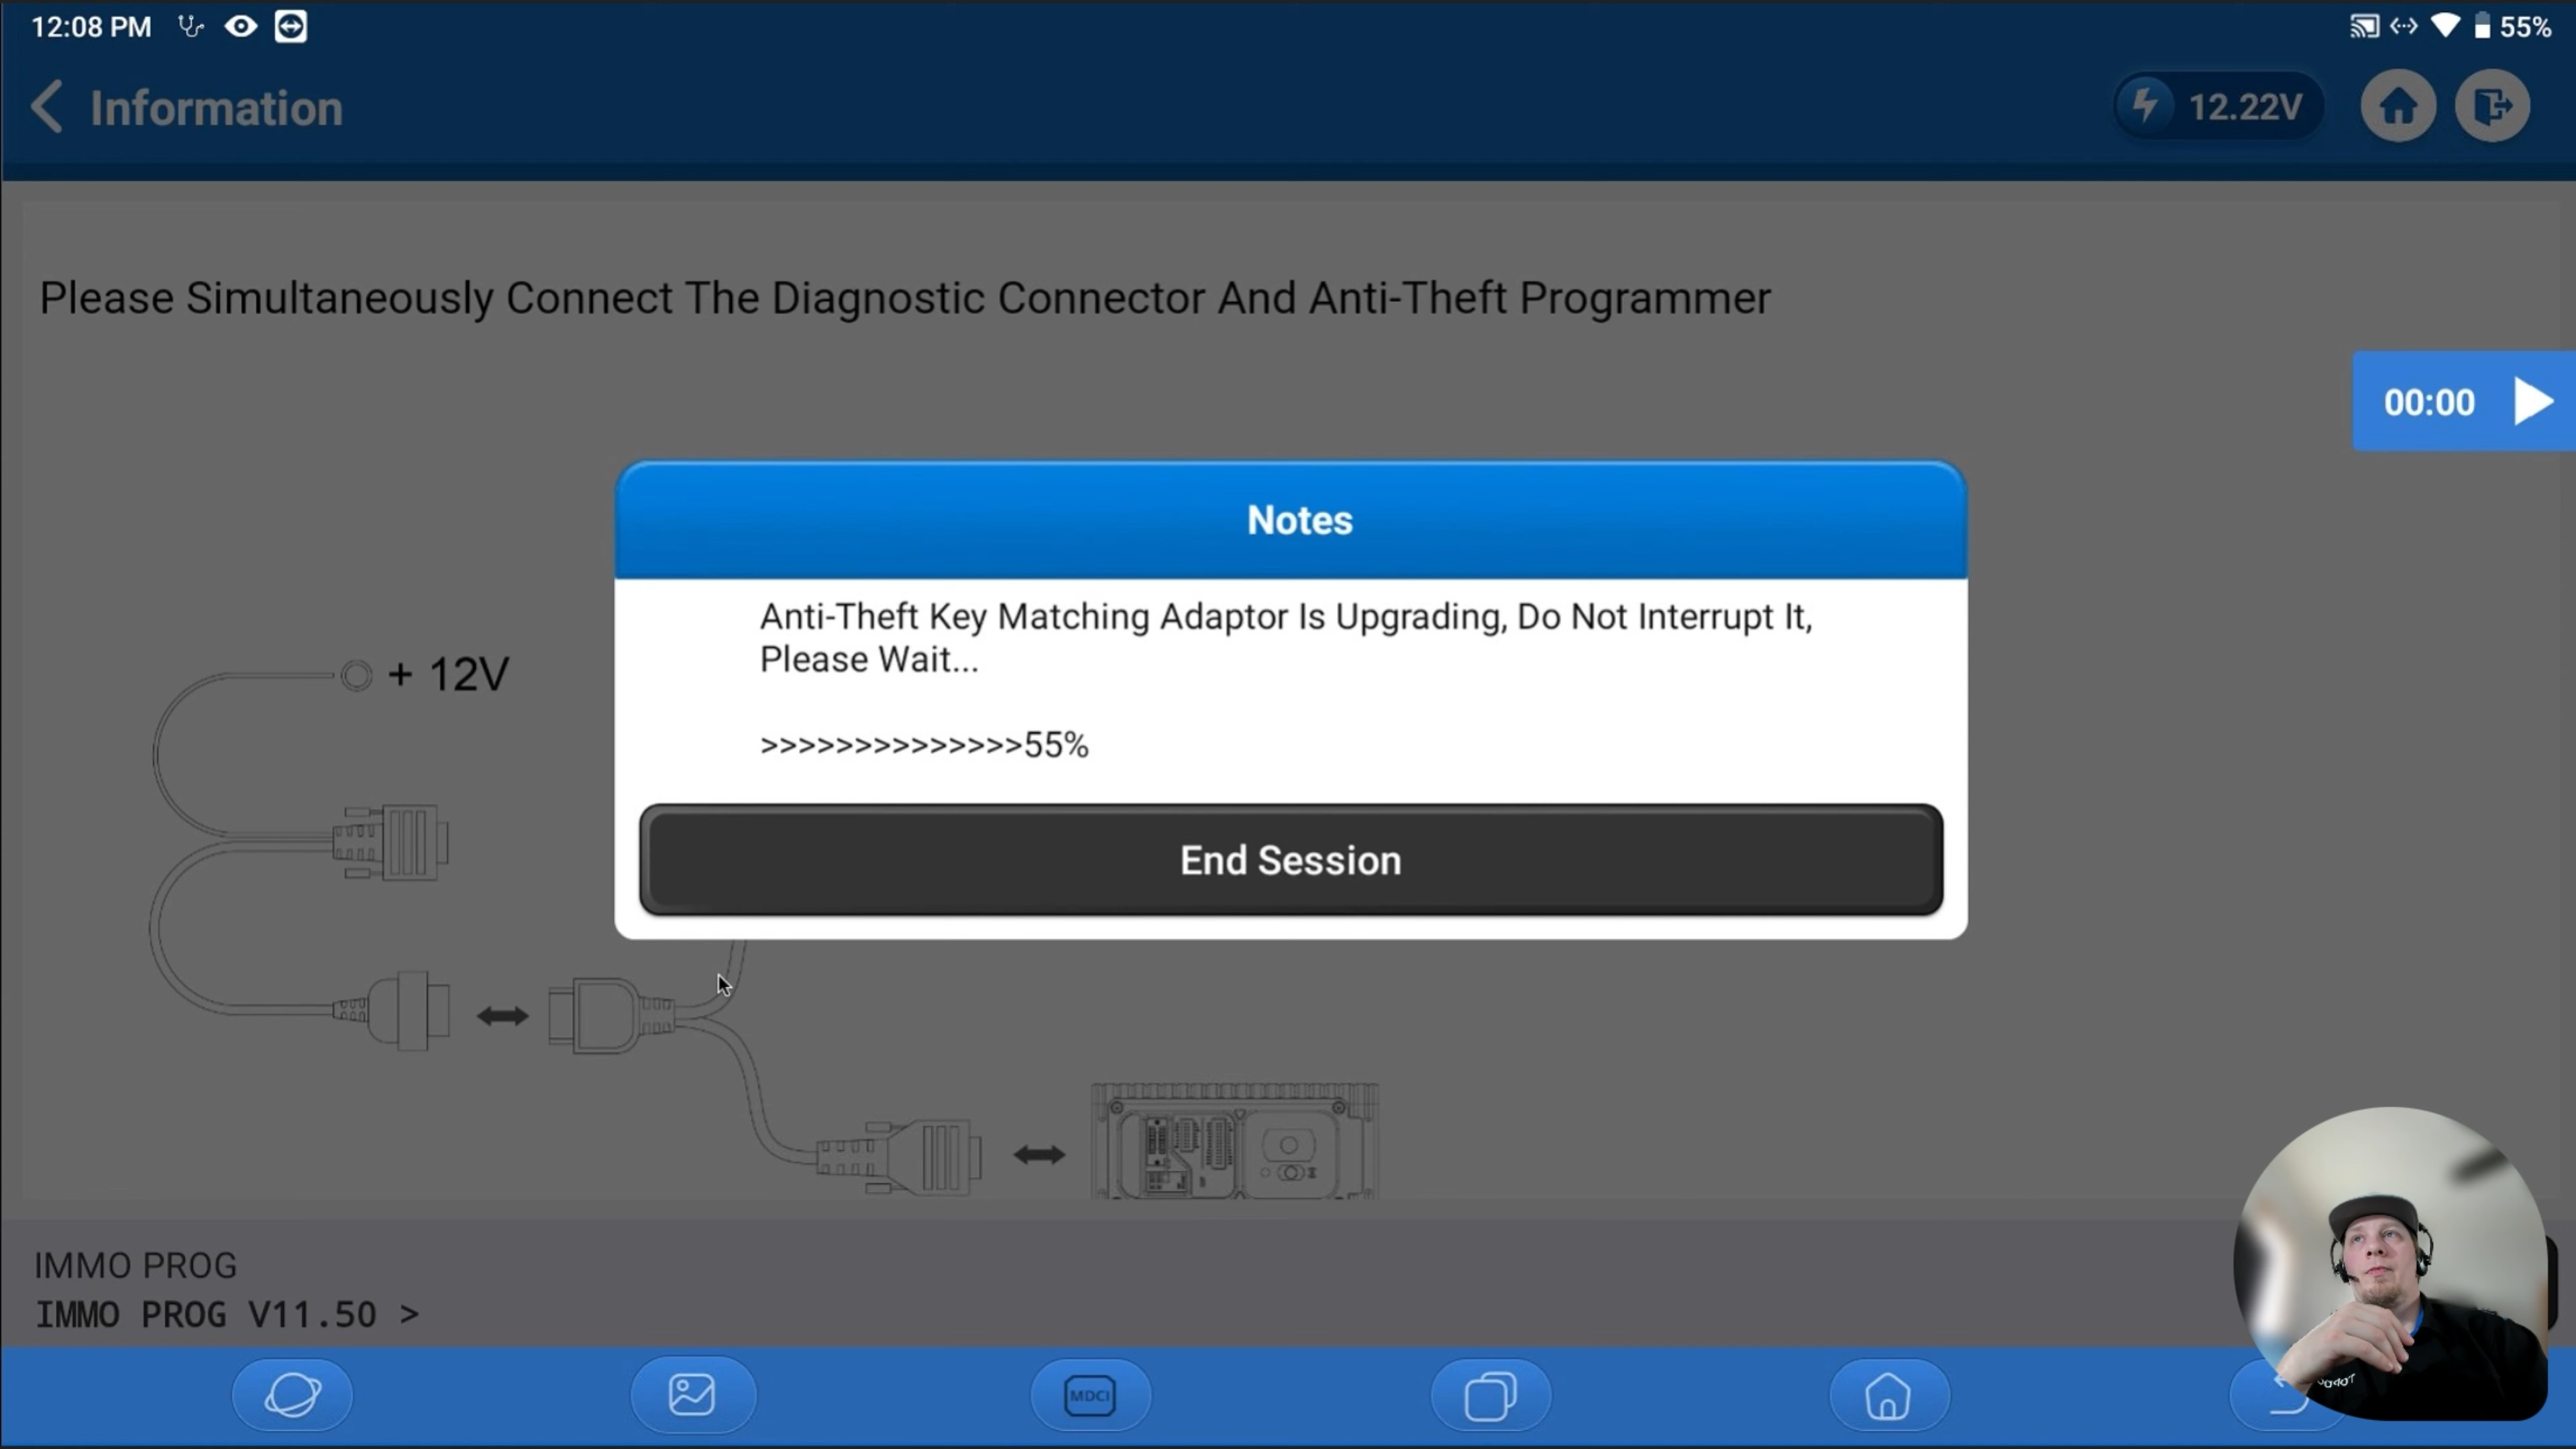 12:08 PM
55%
Information
12.22V
Please Simultaneously Connect The Diagnostic Connector And Anti-Theft Programmer
00:00
Notes
Anti-Theft Key Matching Adaptor Is Upgrading, Do Not Interrupt It,
Please Wait...
>>>>>>>>>>>>>>55%
End Session
+ 12V
IMMO PROG
IMMO PROG V11.50 >
MDCI